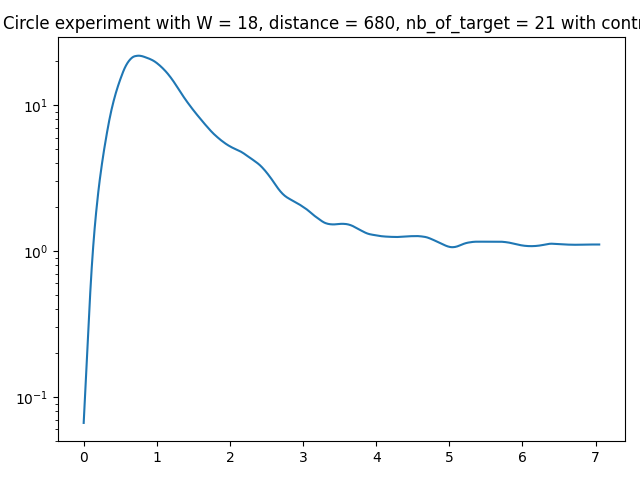 Circle experiment with W = 18, distance = 680, nb_of_target = 21 with
10¹
10⁰
10⁻¹
0 1 2 3 4 5 6 7